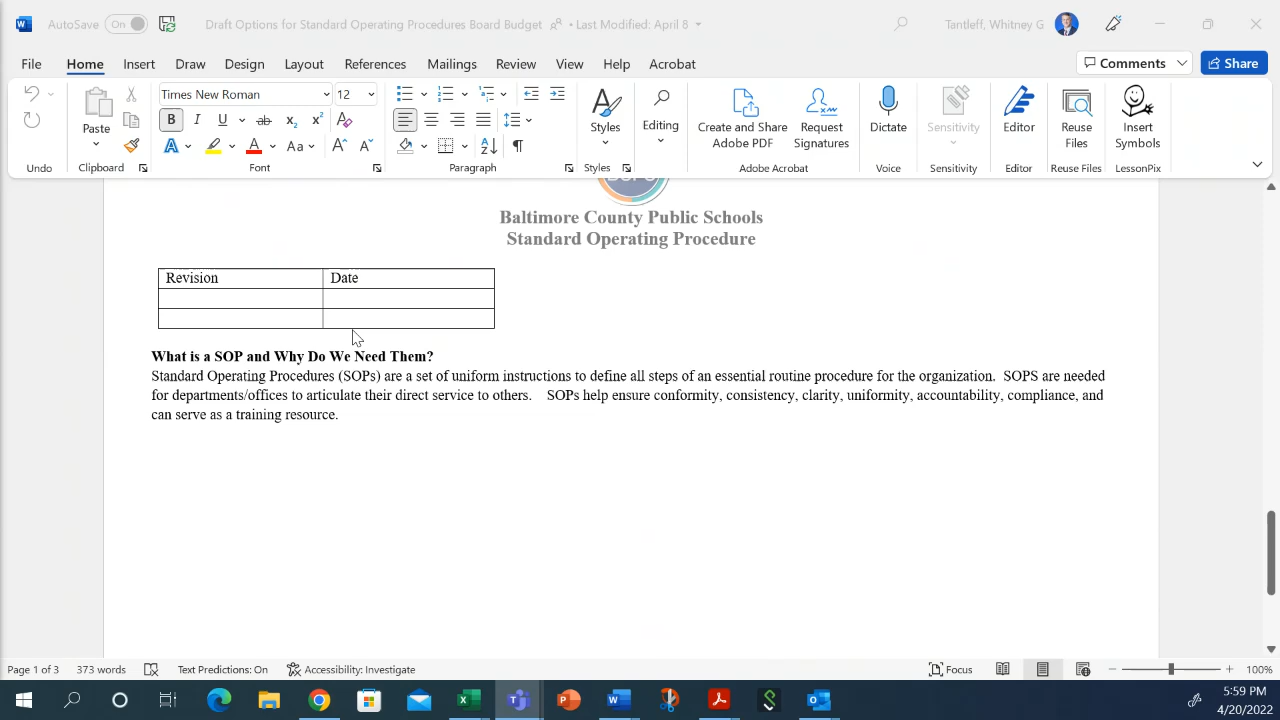 AutoSave On Draft Options for Standard Operating Procedures Board Budget • Last Modified: April 8 Tantleff, Whitney G
File Home Insert Draw Design Layout References Mailings Review View Help Acrobat Comments Share
Times New Roman 12
Paste Styles Editing Create and Share Adobe PDF Request Signatures Dictate Sensitivity Editor Reuse Files Insert Symbols
Undo Clipboard Font Paragraph Styles Adobe Acrobat Voice Sensitivity Editor Reuse Files LessonPix
Baltimore County Public Schools
Standard Operating Procedure
Revision Date
What is a SOP and Why Do We Need Them?
Standard Operating Procedures (SOPs) are a set of uniform instructions to define all steps of an essential routine procedure for the organization. SOPS are needed
for departments/offices to articulate their direct service to others. SOPs help ensure conformity, consistency, clarity, uniformity, accountability, compliance, and
can serve as a training resource.
Page 1 of 3 373 words Text Predictions: On Accessibility: Investigate Focus 100%
5:59 PM
4/20/2022